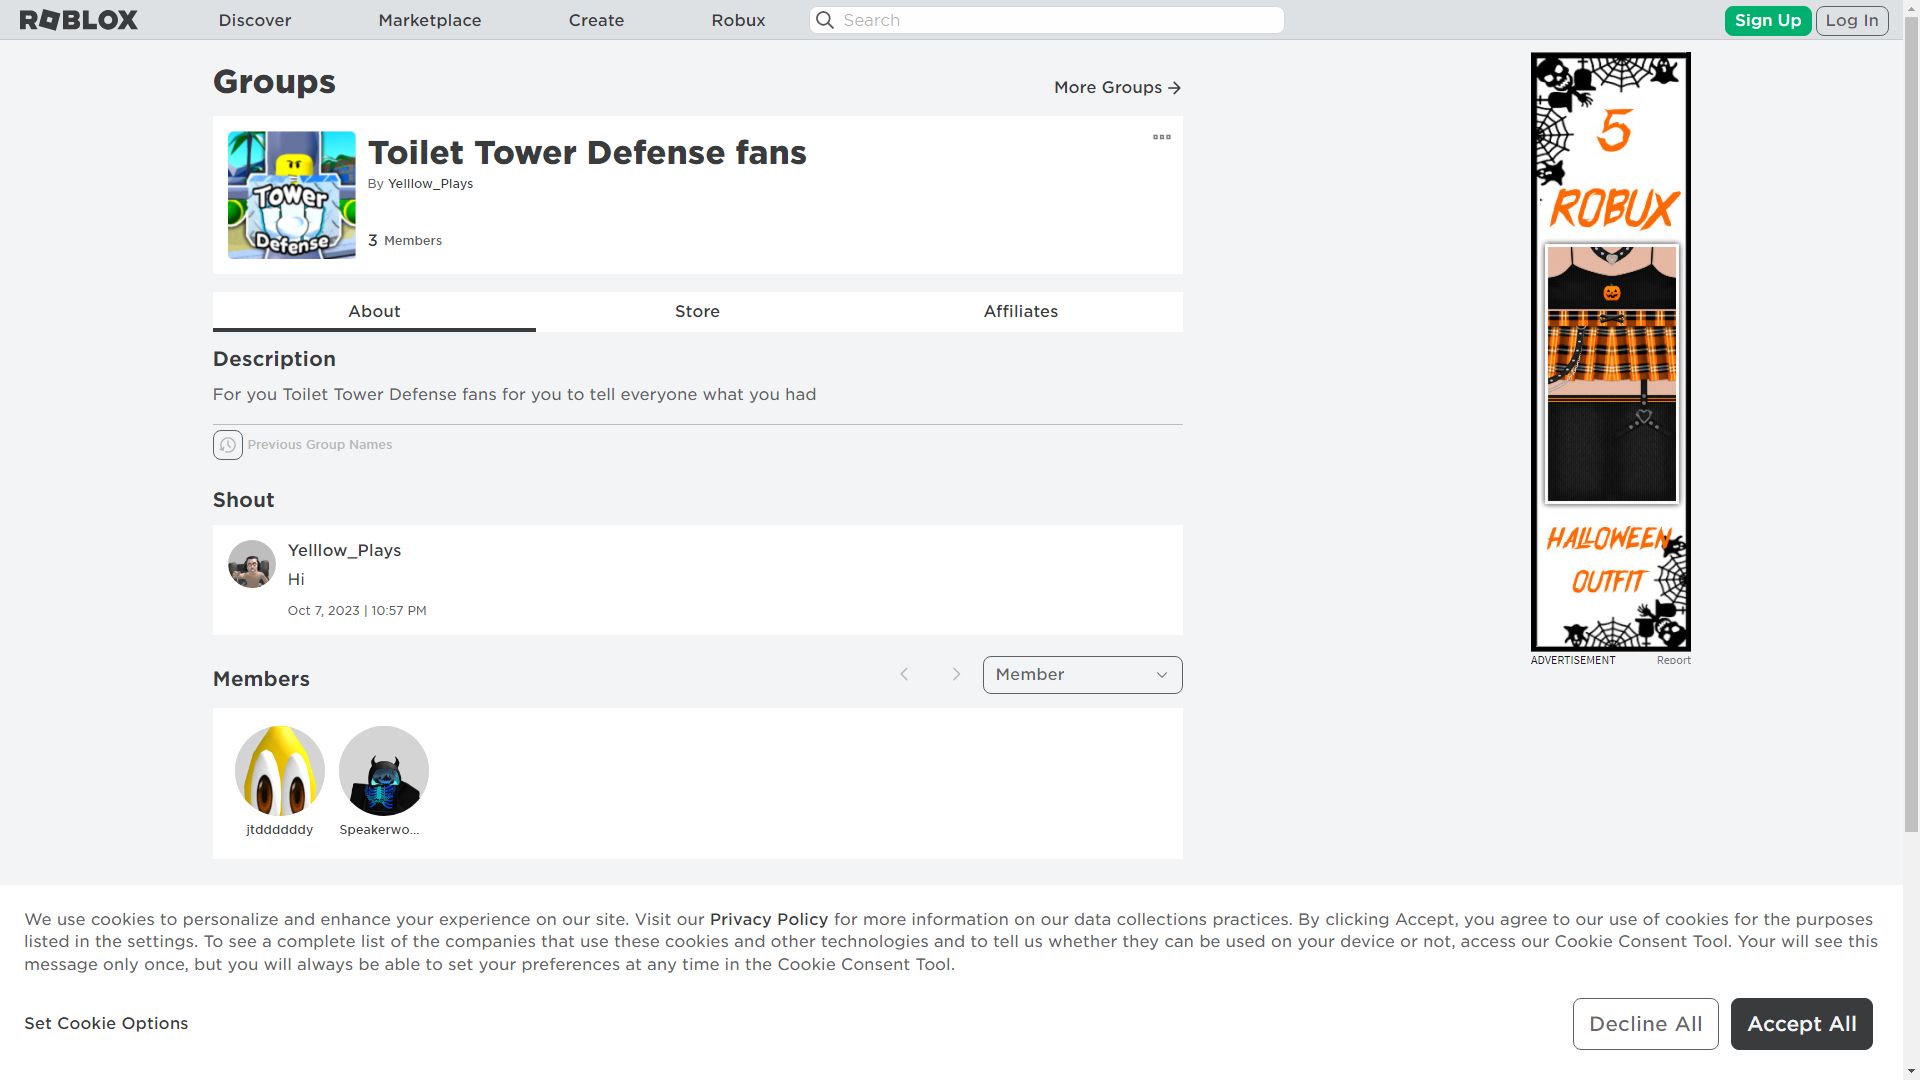 ROBLOX
Discover
Marketplace
Create
Robux
Search
Sign Up
Log In
Groups
More Groups
Tower
Defense
Toilet Tower Defense fans
By Yelllow_Plays
3 Members
About
Store
Affiliates
Description
For you Toilet Tower Defense fans for you to tell everyone what you had
Previous Group Names
Shout
Yelllow_Plays
Hi
Oct 7, 2023 | 10:57 PM
Members
Member
jtddddddy
Speakerwo...
5
ROBUX
HALLOWEEN
OUTFIT
ADVERTISEMENT
Report
We use cookies to personalize and enhance your experience on our site. Visit our Privacy Policy for more information on our data collections practices. By clicking Accept, you agree to our use of cookies for the purposes
listed in the settings. To see a complete list of the companies that use these cookies and other technologies and to tell us whether they can be used on your device or not, access our Cookie Consent Tool. Your will see this
message only once, but you will always be able to set your preferences at any time in the Cookie Consent Tool.
Set Cookie Options
Decline All
Accept All